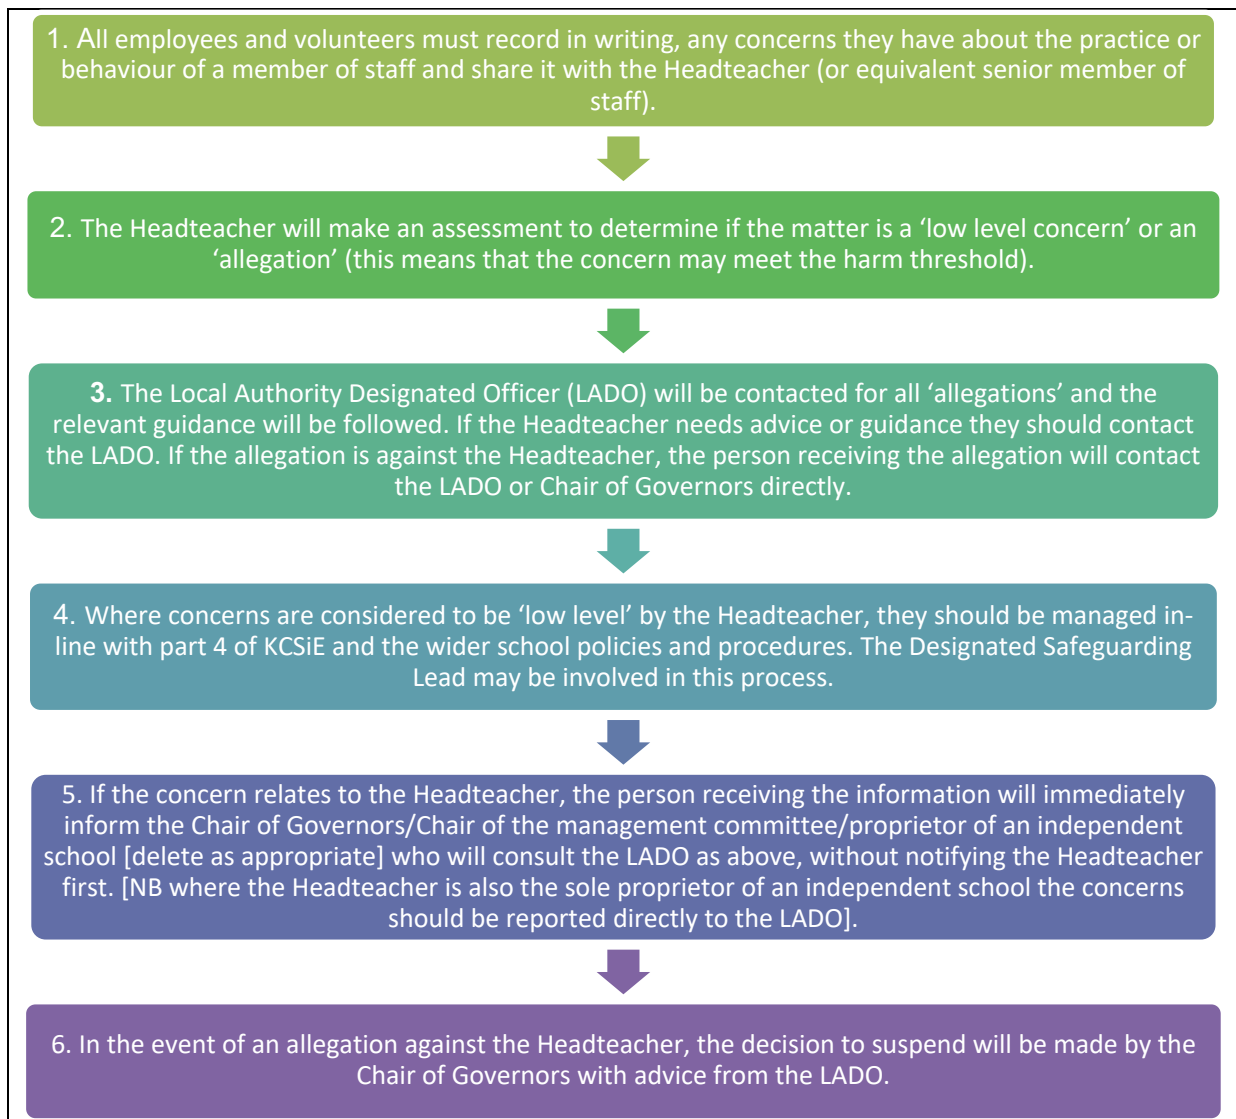 1. All employees and volunteers must record in writing, any concerns they have about the practice or
behaviour of a member of staff and share it with the Headteacher (or equivalent senior member of
staff).
2. The Headteacher will make an assessment to determine if the matter is a ‘low level concern’ or an
‘allegation’ (this means that the concern may meet the harm threshold).
3. The Local Authority Designated Officer (LADO) will be contacted for all ‘allegations’ and the
relevant guidance will be followed. If the Headteacher needs advice or guidance they should contact
the LADO. If the allegation is against the Headteacher, the person receiving the allegation will contact
the LADO or Chair of Governors directly.
4. Where concerns are considered to be ‘low level’ by the Headteacher, they should be managed in-
line with part 4 of KCSiE and the wider school policies and procedures. The Designated Safeguarding
Lead may be involved in this process.
5. If the concern relates to the Headteacher, the person receiving the information will immediately
inform the Chair of Governors/Chair of the management committee/proprietor of an independent
school [delete as appropriate] who will consult the LADO as above, without notifying the Headteacher
first. [NB where the Headteacher is also the sole proprietor of an independent school the concerns
should be reported directly to the LADO].
6. In the event of an allegation against the Headteacher, the decision to suspend will be made by the
Chair of Governors with advice from the LADO.